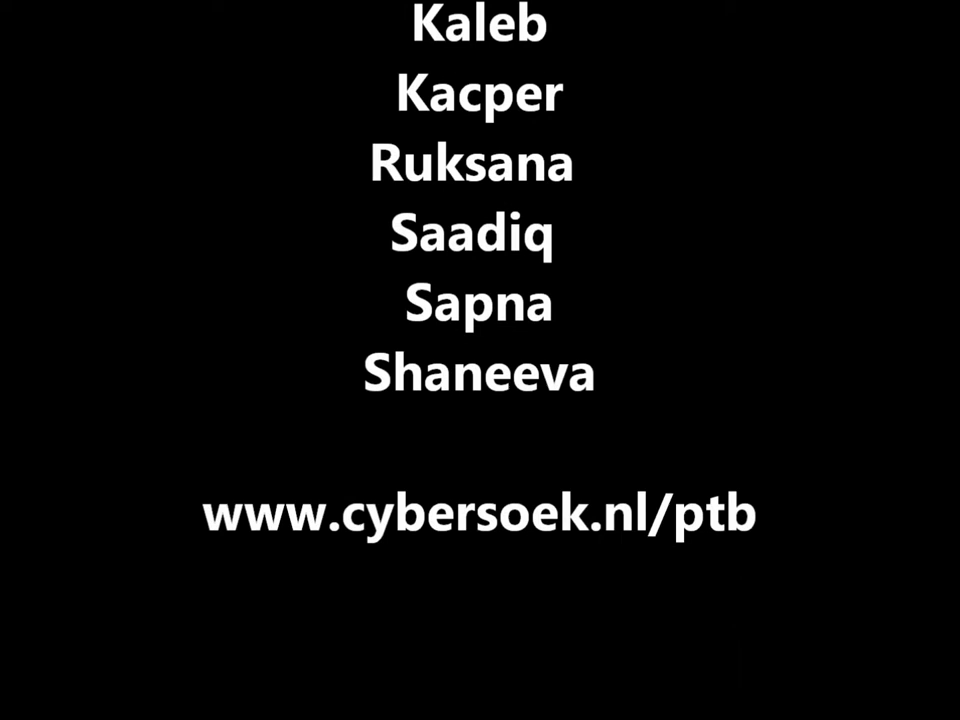 Kaleb
Kacper
Ruksana
Saadiq
Sapna
Shaneeva
www.cybersoek.nl/ptb